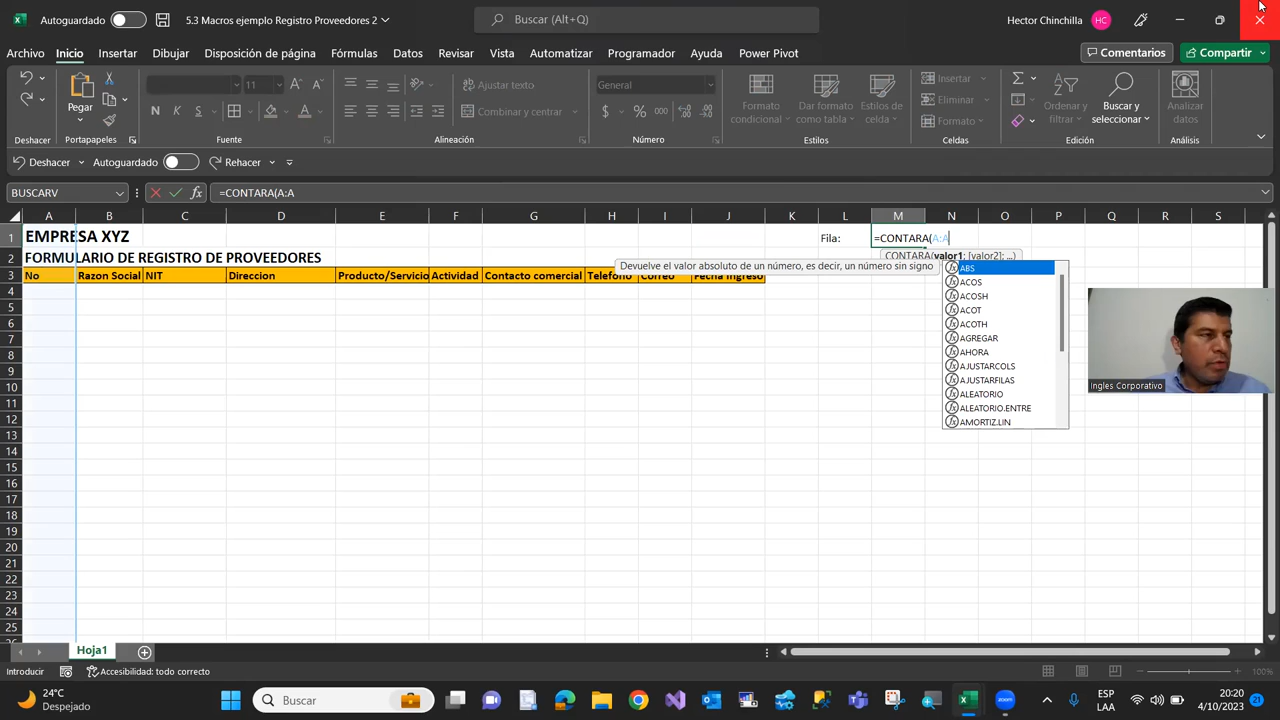 Autoguardado
5.3 Macros ejemplo Registro Proveedores 2
Buscar (Alt+Q)
Hector Chinchilla
HC
Archivo Inicio Insertar Dibujar Disposición de página Fórmulas Datos Revisar Vista Automatizar Programador Ayuda Power Pivot
Comentarios
Compartir
Pegar
11
N K S
Ajustar texto
Combinar y centrar
General
$ % 000
Formato condicional
Dar formato como tabla
Estilos de celda
Insertar
Eliminar
Formato
Ordenar y filtrar
Buscar y seleccionar
Analizar datos
Deshacer Portapapeles Fuente Alineación Número Estilos Celdas Edición Análisis
Deshacer Autoguardado Rehacer
BUSCARV
fx =CONTARA(A:A
A B C D E F G H I J K L M N O P Q R S
1 EMPRESA XYZ Fila: =CONTARA(A:A
2 FORMULARIO DE REGISTRO DE PROVEEDORES
CONTARA(valor1; [valor2]; ...)
Devuelve el valor absoluto de un número, es decir, un número sin signo
3 No Razon Social NIT Direccion Producto/Servicio Actividad Contacto comercial Telefono Correo Fecha Ingreso
ABS
ACOS
ACOSH
ACOT
ACOTH
AGREGAR
AHORA
AJUSTARCOLS
AJUSTARFILAS
ALEATORIO
ALEATORIO.ENTRE
AMORTIZ.LIN
Ingles Corporativo
4
5
6
7
8
9
10
11
12
13
14
15
16
17
18
19
20
21
22
23
24
25
26
Hoja1
Introducir
Accesibilidad: todo correcto
100%
24°C
Despejado
Buscar
ESP
LAA
20:20
4/10/2023
21